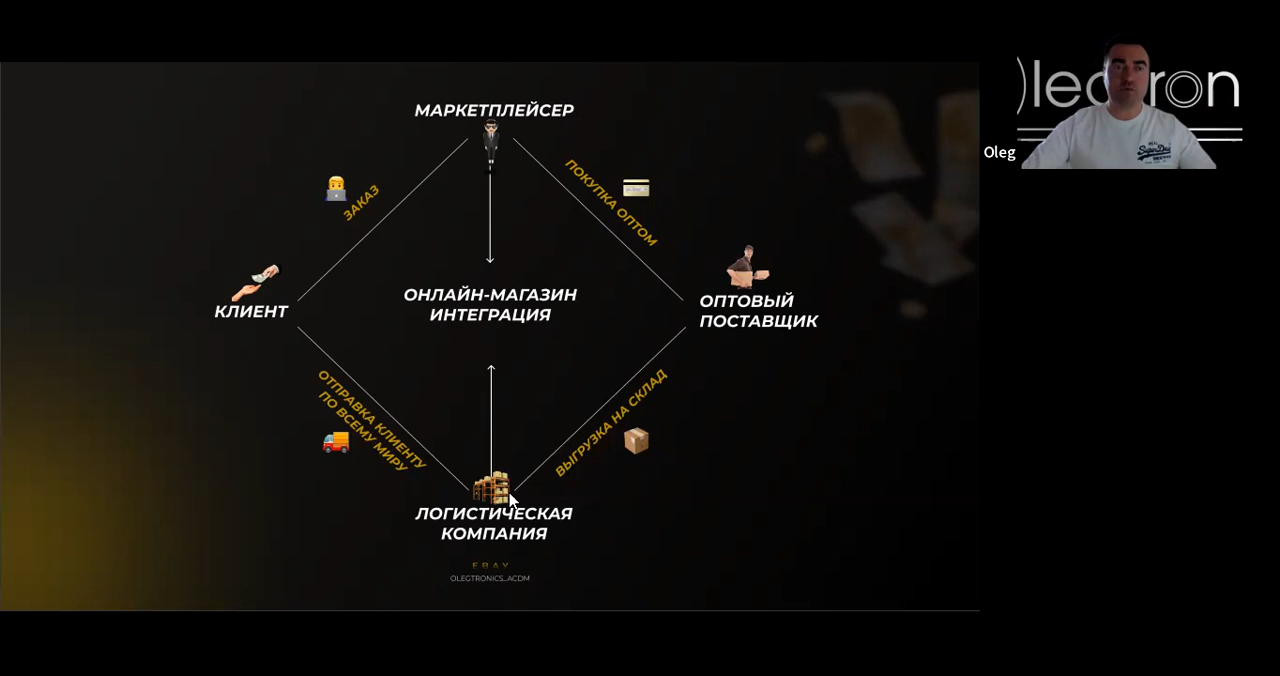 МАРКЕТПЛЕЙСЕР
ЗАКАЗ
ПОКУПКА ОПТОМ
КЛИЕНТ
ОНЛАЙН-МАГАЗИН
ИНТЕГРАЦИЯ
ОПТОВЫЙ
ПОСТАВЩИК
ОТПРАВКА КЛИЕНТУ
ПО ВСЕМУ МИРУ
ВЫГРУЗКА НА СКЛАД
ЛОГИСТИЧЕСКАЯ
КОМПАНИЯ
EBAY
OLEGTRONICS_ACDM
Oleg